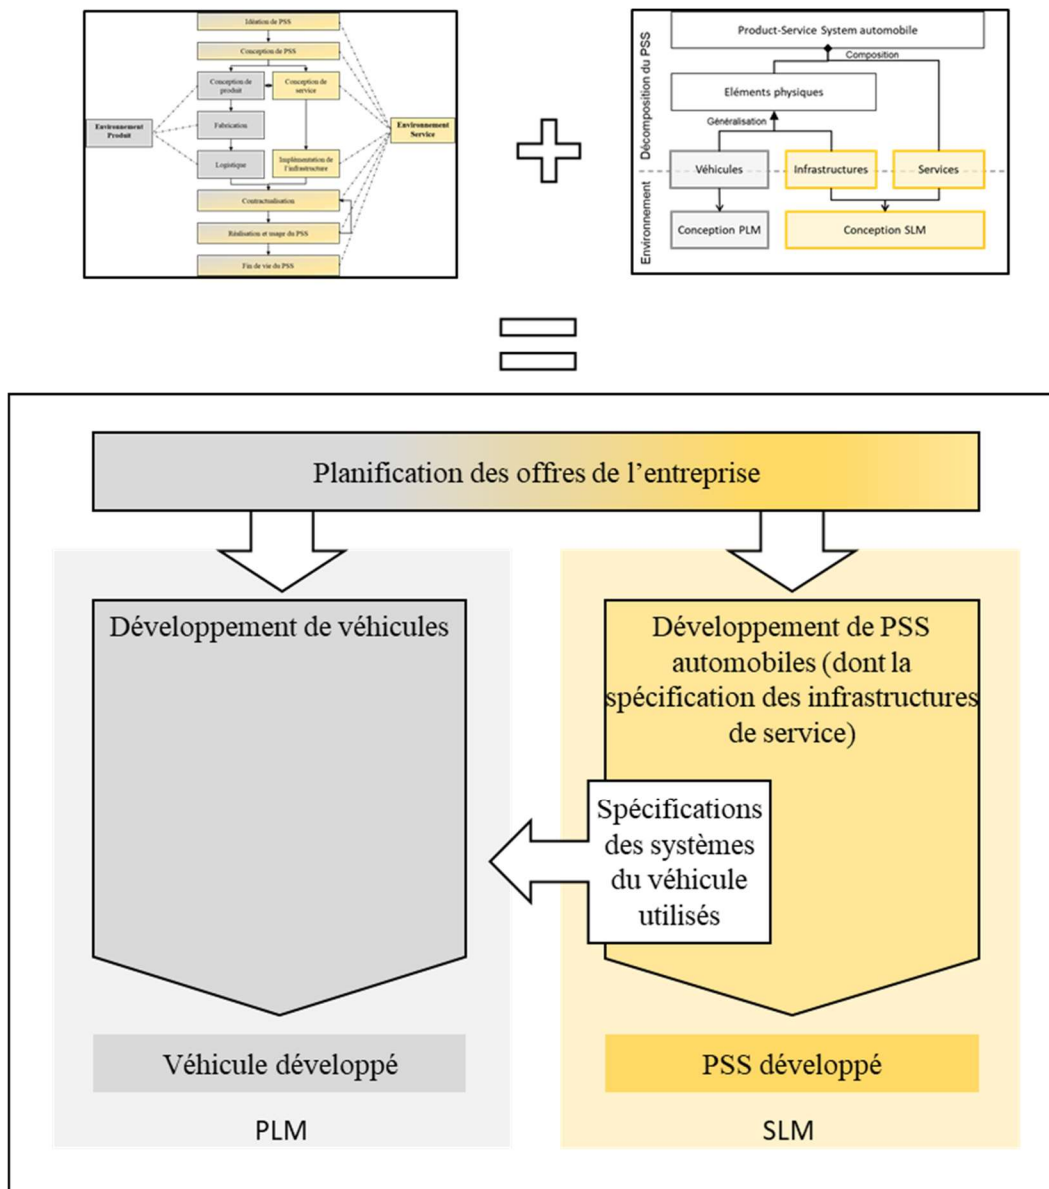 Idéation de PSS
Conception de PSS
Conception de
produit
Conception de
service
Environnement
Produit
Fabrication
Environnement
Service
Logistique
Implémentation de
l'infrastructure
Contractualisation
Réalisation et usage du PSS
Fin de vie du PSS
Décomposition du PSS
Environnement
Product-Service System automobile
Composition
Eléments physiques
Généralisation
Véhicules
Infrastructures
Services
Conception PLM
Conception SLM
Planification des offres de l'entreprise
Développement de véhicules
Développement de PSS
automobiles (dont la
spécification des infrastructures
de service)
Spécifications
des systèmes
du véhicule
utilisés
Véhicule développé
PSS développé
PLM
SLM